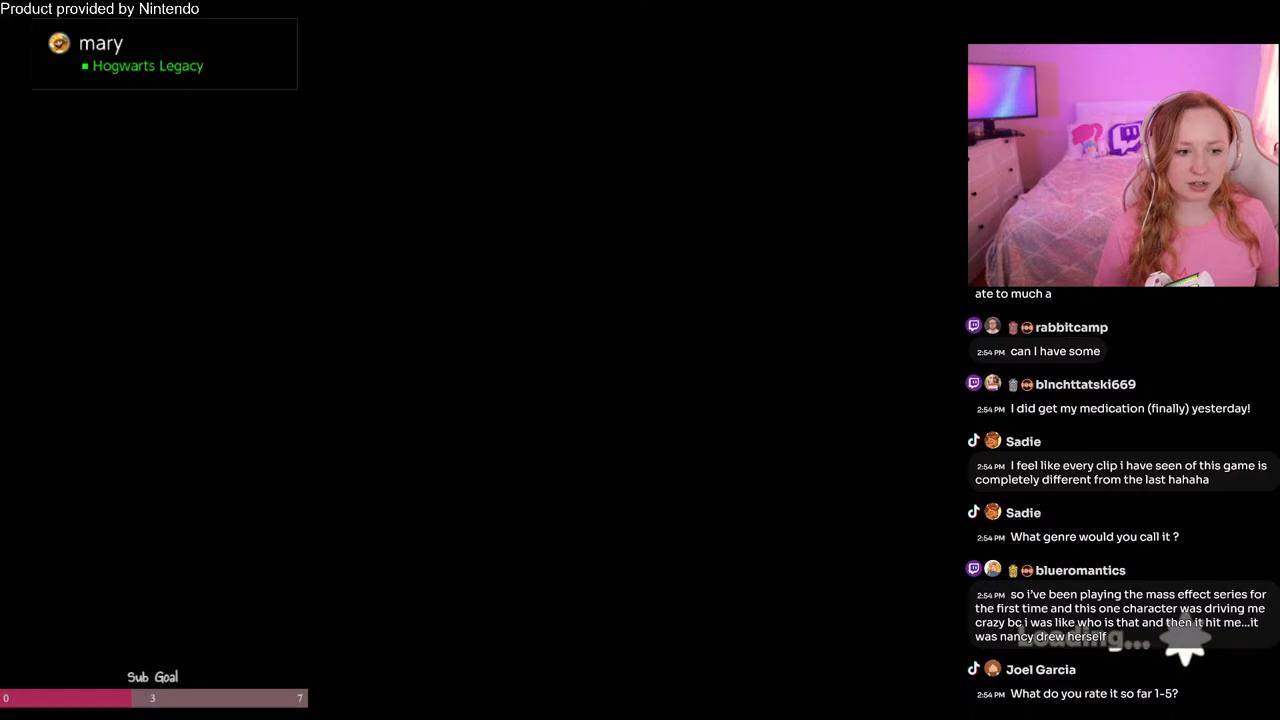 Product provided by Nintendo
mary
Hogwarts Legacy
ate to much a
rabbitcamp
2:54 PM can I have some
blnchttatski669
2:54 PM I did get my medication (finally) yesterday!
Sadie
2:54 PM I feel like every clip i have seen of this game is
completely different from the last hahaha
Sadie
2:54 PM What genre would you call it ?
blueromantics
2:54 PM so i've been playing the mass effect series for
the first time and this one character was driving me
crazy bc i was like who is that and then it hit me...it
was nancy drew herself
Loading...
Joel Garcia
2:54 PM What do you rate it so far 1-5?
Sub Goal
0 3 7